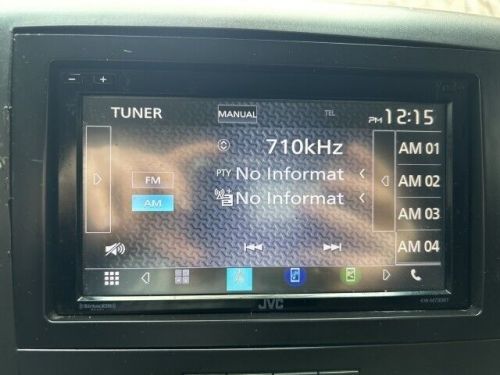 − +
TUNER MANUAL TEL PM 12:15
710kHz AM 01
PTY No Informat AM 02
FM No Informat
AM AM 03
AM 04
SiriusXM JVC